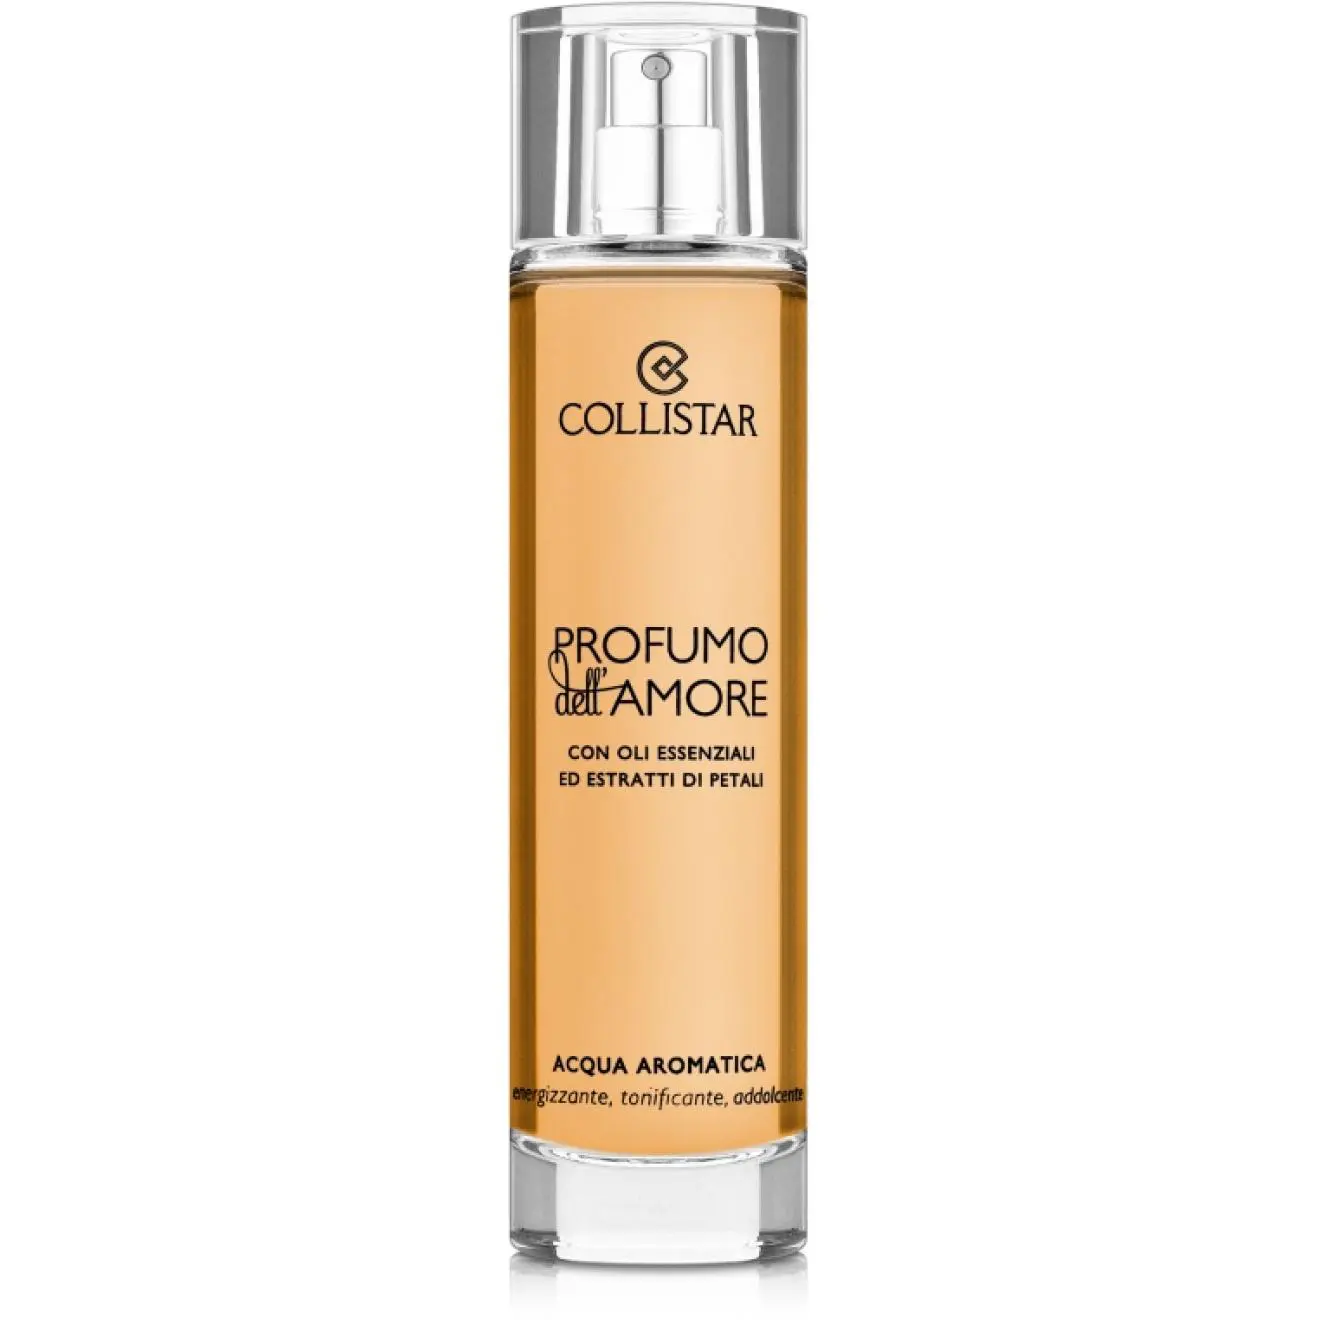 COLLISTAR
PROFUMO
dell'AMORE
CON OLI ESSENZIALI
ED ESTRATTI DI PETALI
ACQUA AROMATICA
energizzante, tonificante, addolcente